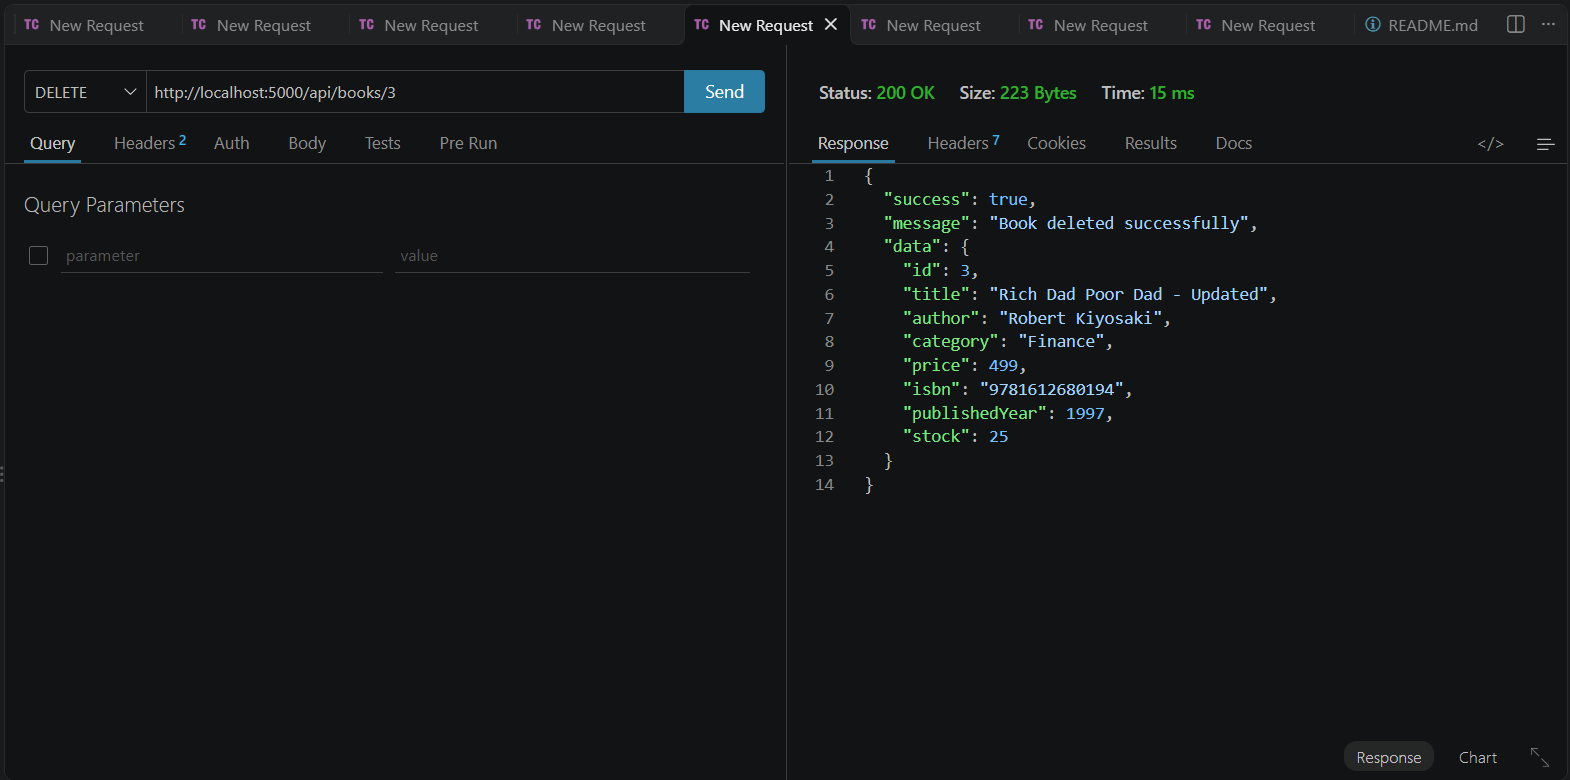 TC New Request TC New Request TC New Request TC New Request TC New Request TC New Request TC New Request TC New Request README.md
DELETE http://localhost:5000/api/books/3 Send
Query Headers 2 Auth Body Tests Pre Run
Query Parameters
parameter value
Status: 200 OK Size: 223 Bytes Time: 15 ms
Response Headers 7 Cookies Results Docs </>
1 {
2 "success": true,
3 "message": "Book deleted successfully",
4 "data": {
5 "id": 3,
6 "title": "Rich Dad Poor Dad - Updated",
7 "author": "Robert Kiyosaki",
8 "category": "Finance",
9 "price": 499,
10 "isbn": "9781612680194",
11 "publishedYear": 1997,
12 "stock": 25
13 }
14 }
Response Chart